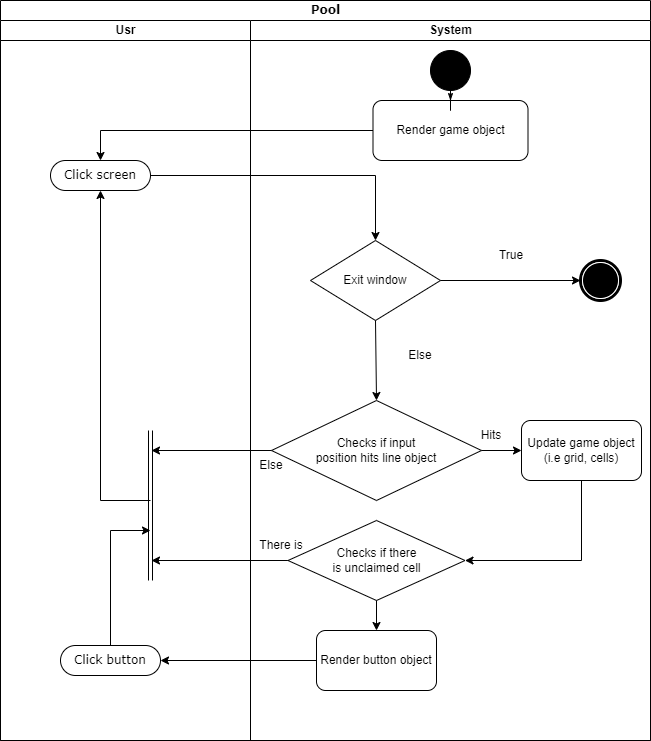 Pool
Usr
System
Render game object
Click screen
Exit window
True
Else
Checks if input
position hits line object
Hits
Update game object
(i.e grid, cells)
Else
There is
Checks if there
is unclaimed cell
Click button
Render button object